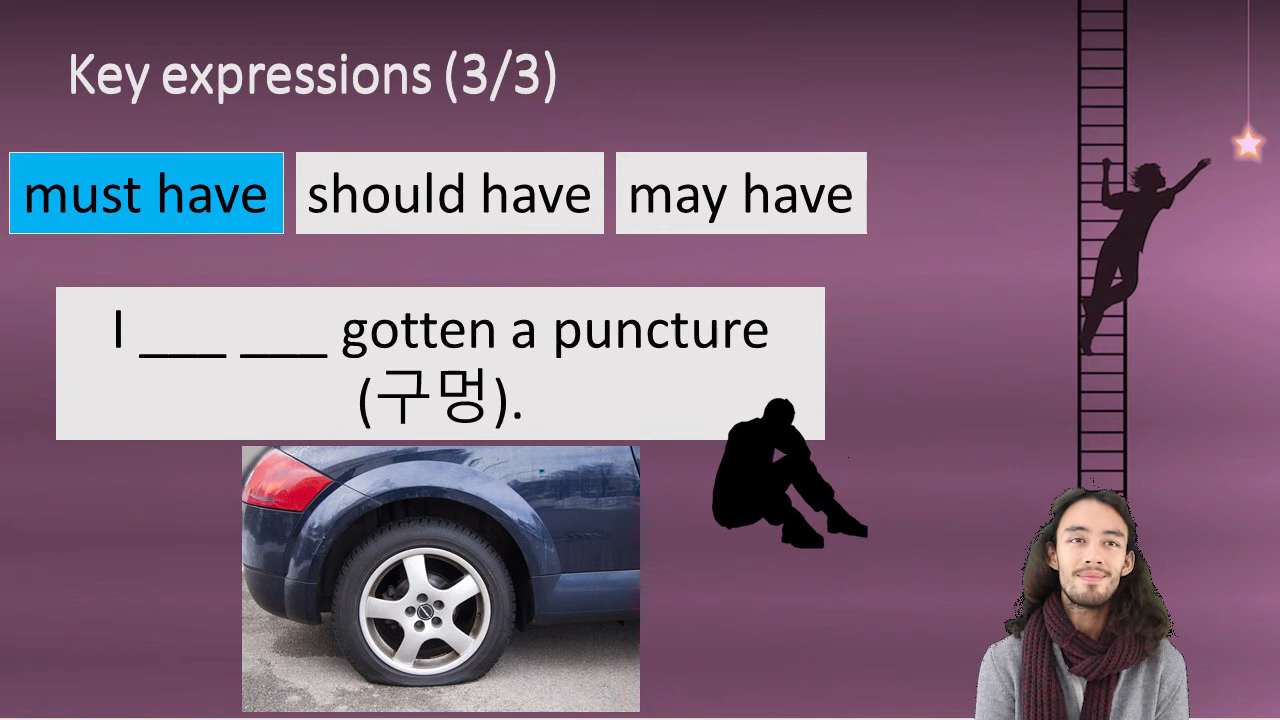 Key expressions (3/3)
must have should have may have
I ___ ___ gotten a puncture
(구멍).